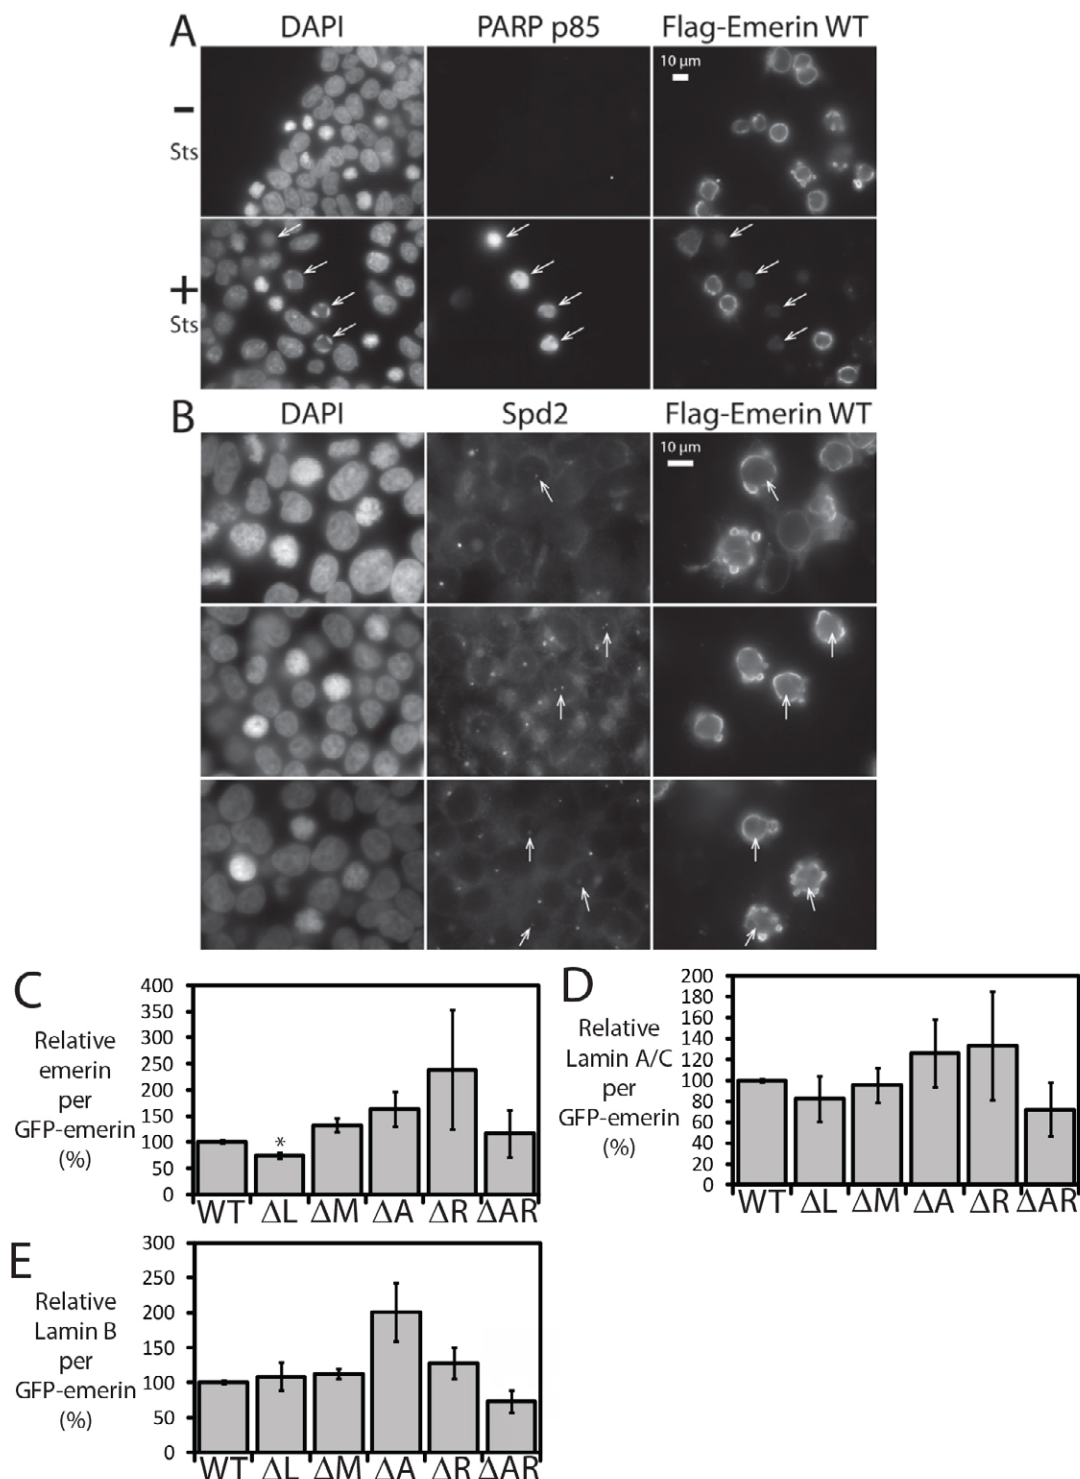 A DAPI PARP p85 Flag-Emerin WT
10 µm
−
Sts
+
Sts
B DAPI Spd2 Flag-Emerin WT
10 µm
C
Relative
emerin
per
GFP-emerin
(%)
400
350
300
250
200
150
100
50
0
*
WT ΔL ΔM ΔA ΔR ΔAR
D
Relative
Lamin A/C
per
GFP-emerin
(%)
200
180
160
140
120
100
80
60
40
20
0
WT ΔL ΔM ΔA ΔR ΔAR
E
Relative
Lamin B
per
GFP-emerin
(%)
300
250
200
150
100
50
0
WT ΔL ΔM ΔA ΔR ΔAR